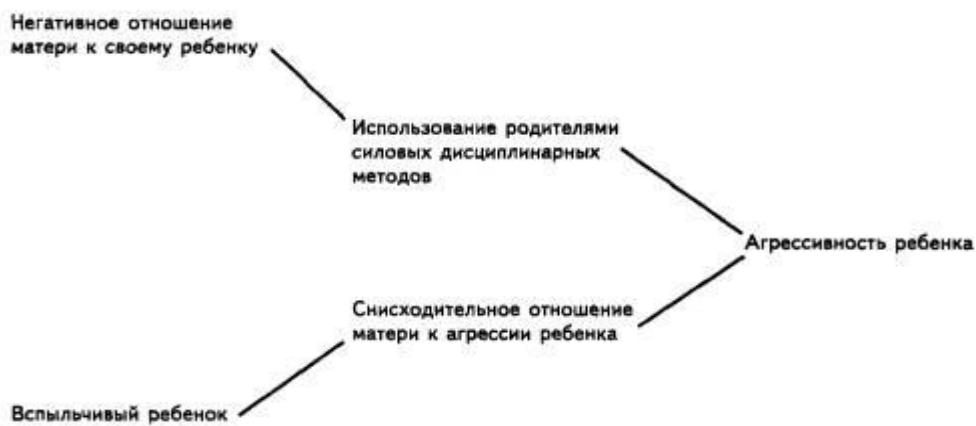 Негативное отношение
матери к своему ребенку
Использование родителями
силовых дисциплинарных
методов
Агрессивность ребенка
Снисходительное отношение
матери к агрессии ребенка
Вспыльчивый ребенок